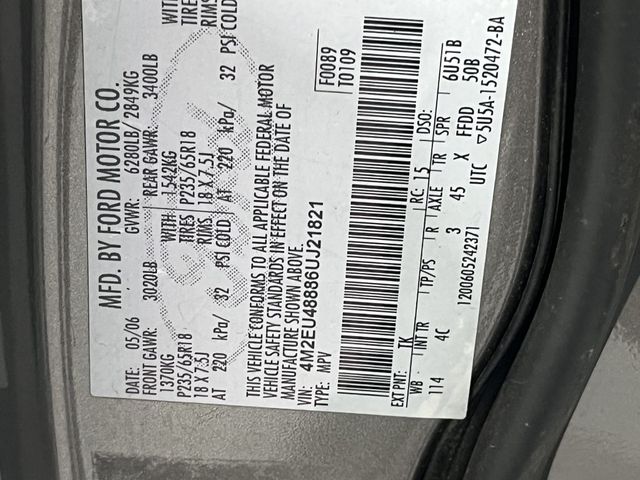 MFD. BY FORD MOTOR CO.
DATE: 05/06 GVWR: 6280LB/ 2849KG
FRONT GAWR: 3020LB REAR GAWR: 3400LB
1370KG WITH 1542KG WITH
P235/65R18 TIRES P235/65R18 TIRE
18 X 7.5J RIMS 18 X 7.5J RIMS
AT 220 kPa/ 32 PSI COLD AT 220 kPa/ 32 PSI COLD
THIS VEHICLE CONFORMS TO ALL APPLICABLE FEDERAL MOTOR
VEHICLE SAFETY STANDARDS IN EFFECT ON THE DATE OF
MANUFACTURE SHOWN ABOVE.
VIN: 4M2EU48886UJ21821
TYPE: MPV
F0089
T0109
EXT PNT: TK RC: 15 DSO:
WB INT TR TP/PS R AXLE TR SPR 6U51B
114 4C 3 45 X FFDD 50B
120060524237 1 UTC ▽5U5A-1520472-BA